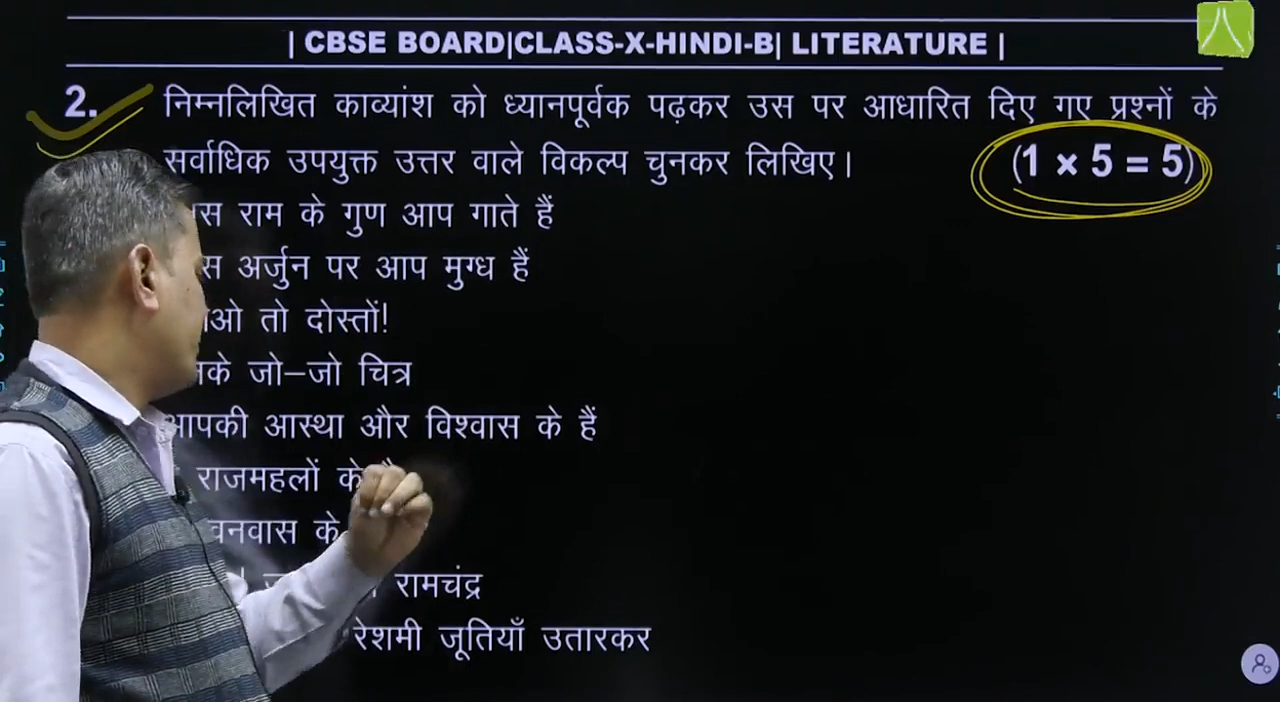 | CBSE BOARD|CLASS-X-HINDI-B| LITERATURE |
2. निम्नलिखित काव्यांश को ध्यानपूर्वक पढ़कर उस पर आधारित दिए गए प्रश्नों के
सर्वाधिक उपयुक्त उत्तर वाले विकल्प चुनकर लिखिए। (1 × 5 = 5)
राम के गुण आप गाते हैं
अर्जुन पर आप मुग्ध हैं
तो दोस्तों!
जो–जो चित्र
आपकी आस्था और विश्वास के हैं
राजमहलों के
वनवास के
रामचंद्र
रेशमी जूतियाँ उतारकर